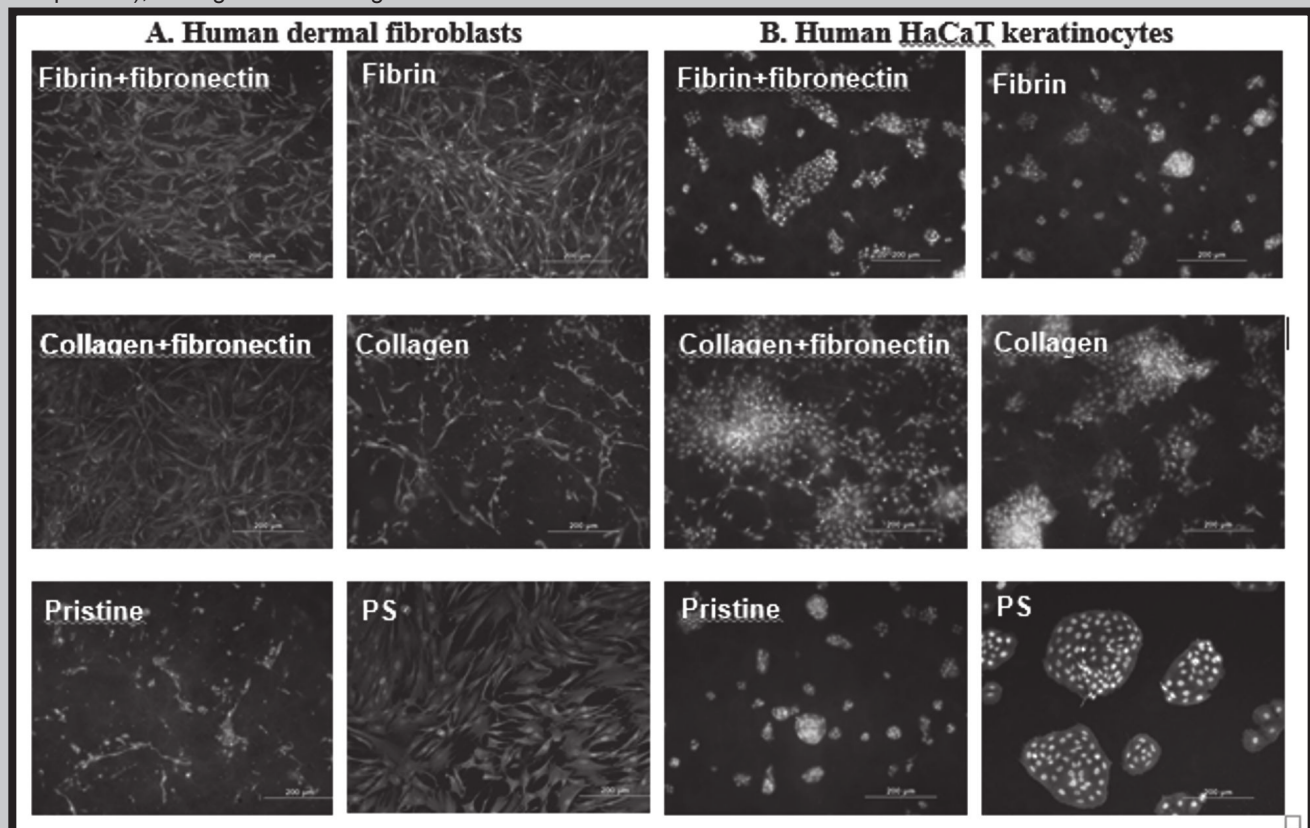 A. Human dermal fibroblasts
B. Human HaCaT keratinocytes
Fibrin+fibronectin
Fibrin
Fibrin+fibronectin
Fibrin
200 µm
200 µm
200 µm
200 µm
Collagen+fibronectin
Collagen
Collagen+fibronectin
Collagen
200 µm
200 µm
200 µm
200 µm
Pristine
PS
Pristine
PS
200 µm
200 µm
200 µm
200 µm